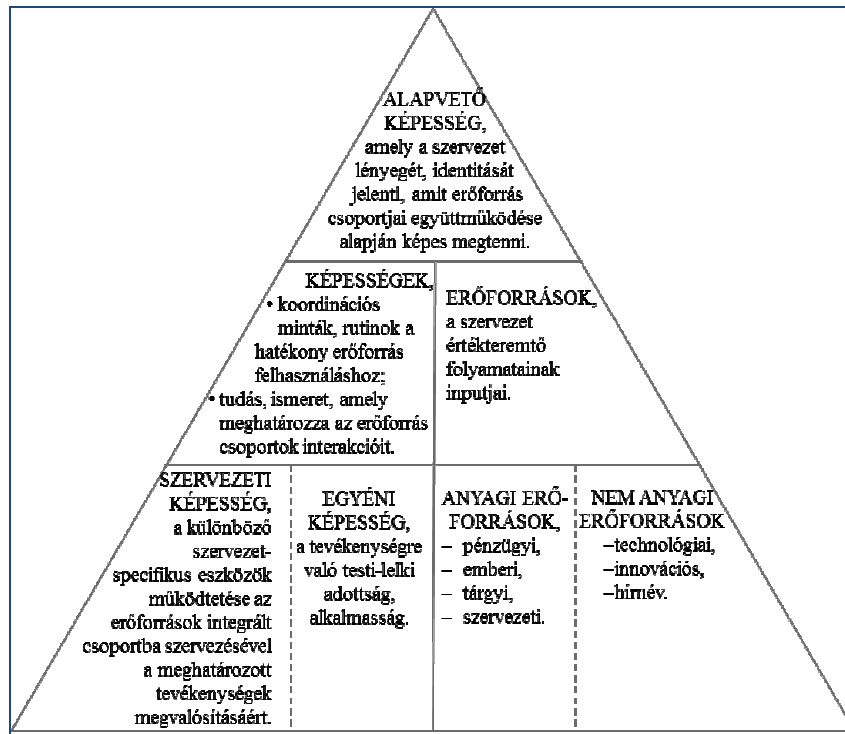 ALAPVETŐ
KÉPESSÉG,
amely a szervezet
lényegét, identitását
jelenti, amit erőforrás
csoportjai együttműködése
alapján képes megtenni.
KÉPESSÉGEK,
• koordinációs
minták, rutinok a
hatékony erőforrás
felhasználáshoz;
• tudás, ismeret, amely
meghatározza az erőforrás
csoportok interakcióit.
ERŐFORRÁSOK,
a szervezet
értékteremtő
folyamatainak
inputjai.
SZERVEZETI
KÉPESSÉG,
a különböző
szervezet-
specifikus eszközök
működtetése az
erőforrások integrált
csoportba szervezésével
a meghatározott
tevékenységek
megvalósításáért.
EGYÉNI
KÉPESSÉG,
a tevékenységre
való testi-lelki
adottság,
alkalmasság.
ANYAGI ERŐ-
FORRÁSOK,
– pénzügyi,
– emberi,
– tárgyi,
– szervezeti.
NEM ANYAGI
ERŐFORRÁSOK
–technológiai,
–innovációs,
–hírnév.